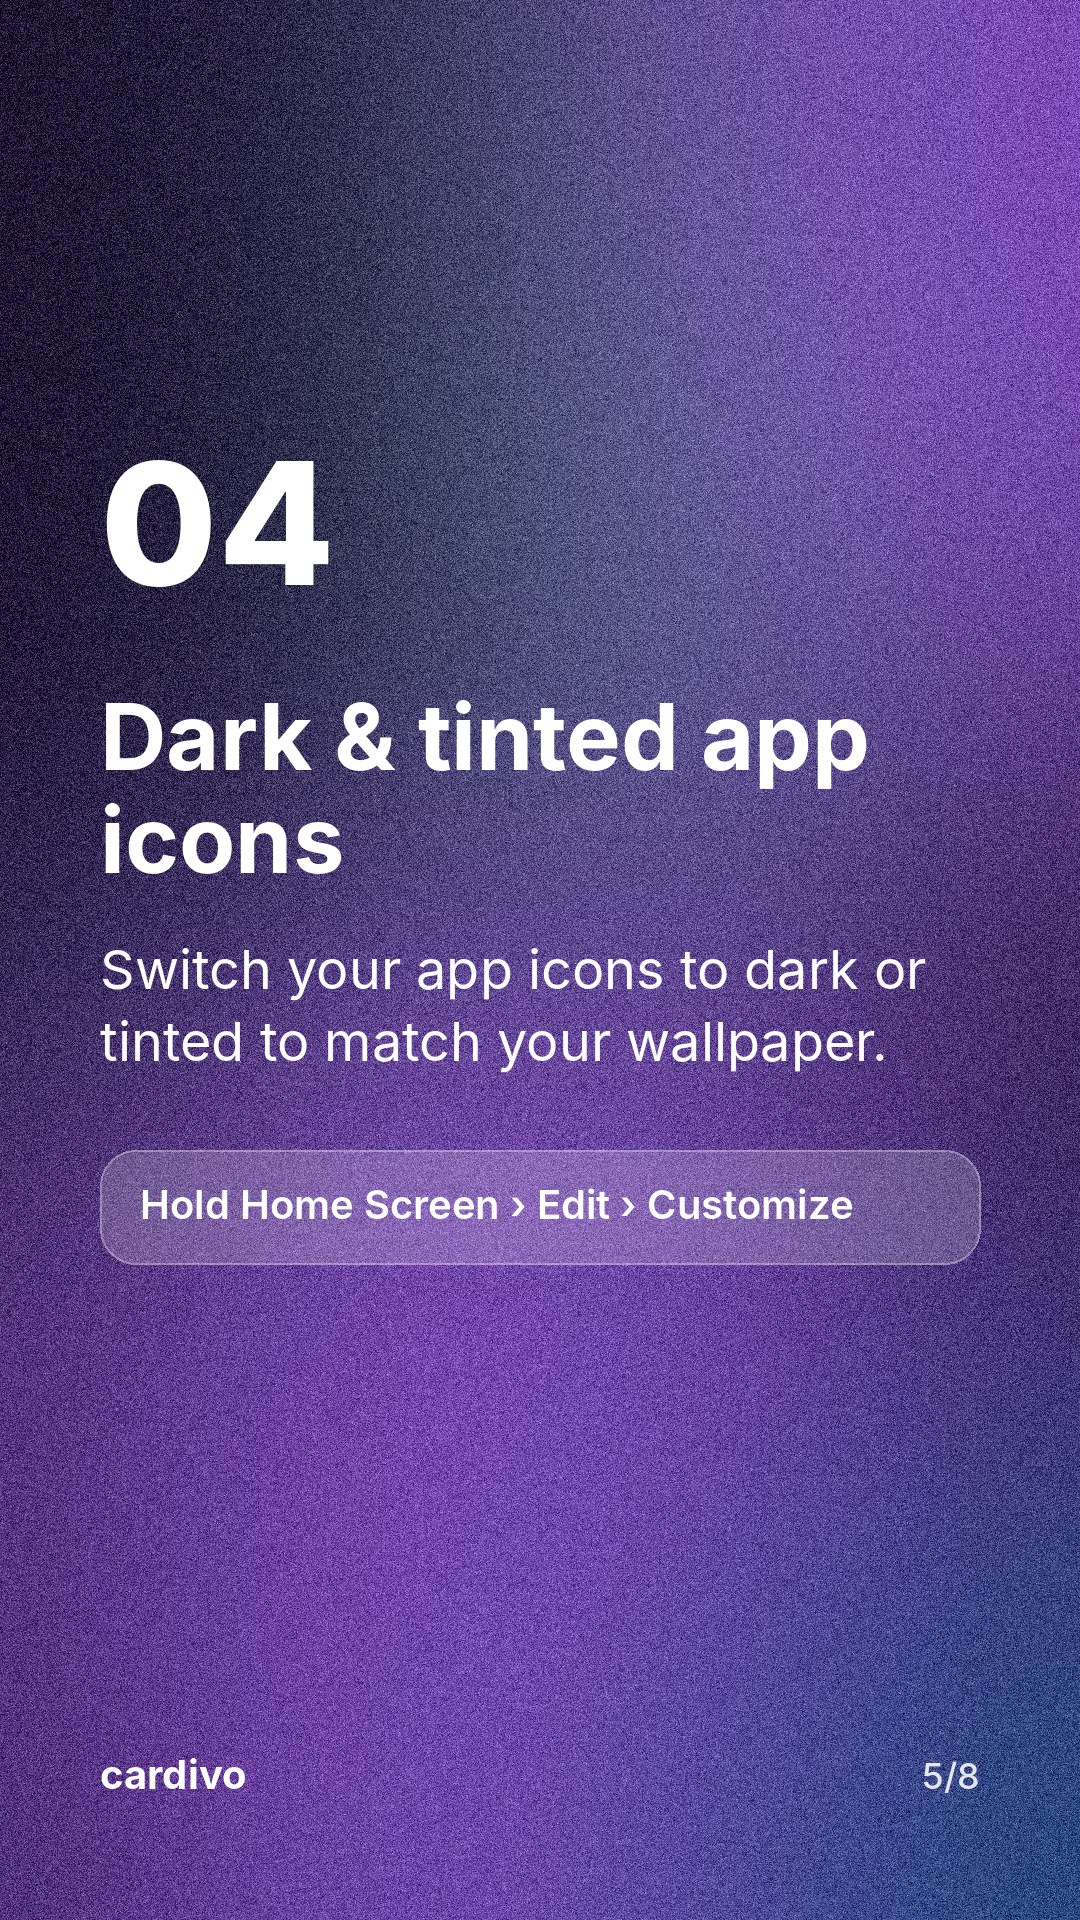 04
Dark & tinted app
icons
Switch your app icons to dark or
tinted to match your wallpaper.
Hold Home Screen › Edit › Customize
cardivo
5/8